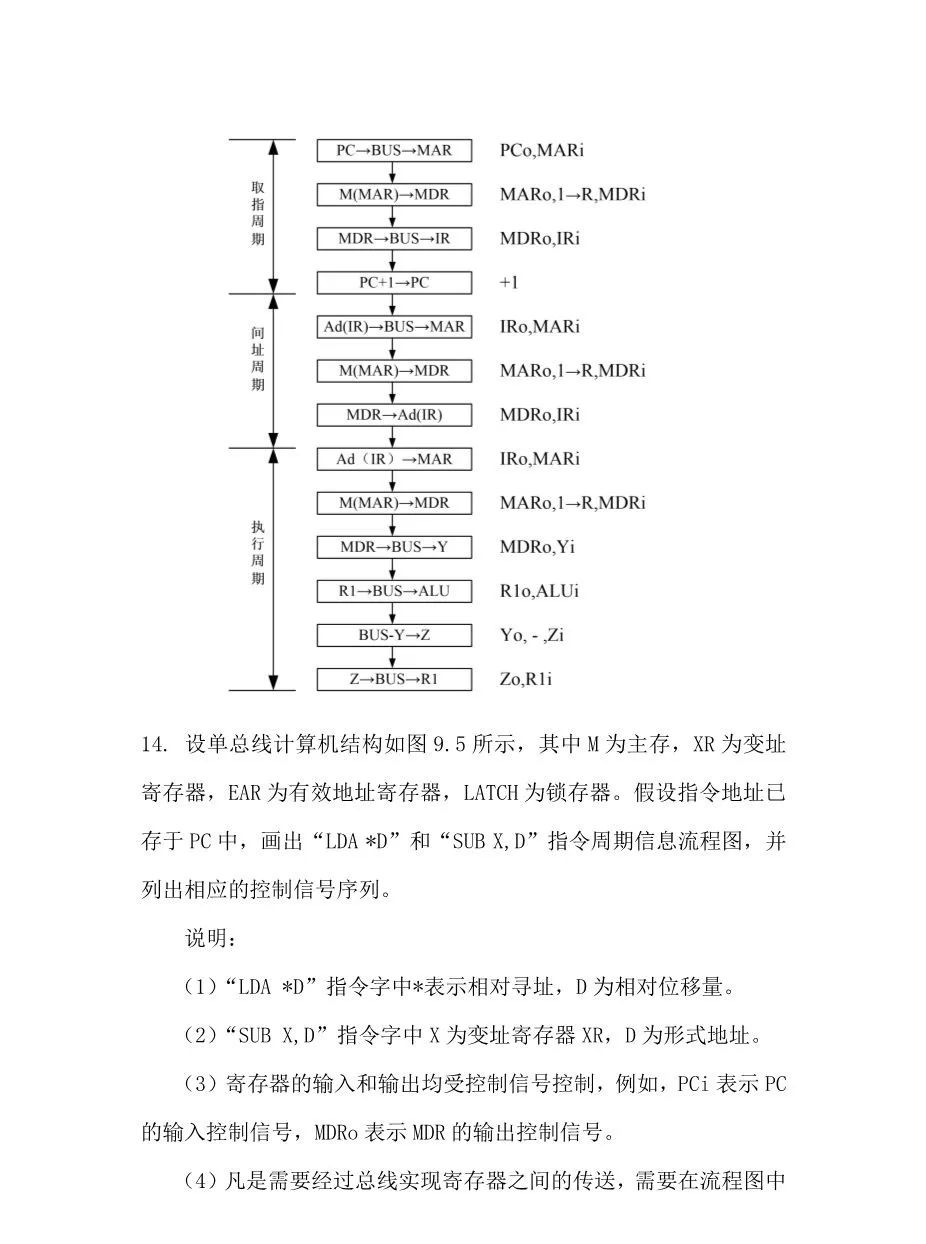 PC→BUS→MAR PCo,MARi
取指周期
M(MAR)→MDR MARo,1→R,MDRi
MDR→BUS→IR MDRo,IRi
PC+1→PC +1
Ad(IR)→BUS→MAR IRo,MARi
间址周期
M(MAR)→MDR MARo,1→R,MDRi
MDR→Ad(IR) MDRo,IRi
Ad（IR）→MAR IRo,MARi
M(MAR)→MDR MARo,1→R,MDRi
执行周期
MDR→BUS→Y MDRo,Yi
R1→BUS→ALU R1o,ALUi
BUS-Y→Z Yo, - ,Zi
Z→BUS→R1 Zo,R1i
14. 设单总线计算机结构如图 9.5 所示，其中 M 为主存，XR 为变址
寄存器，EAR 为有效地址寄存器，LATCH 为锁存器。假设指令地址已
存于 PC 中，画出“LDA *D”和“SUB X,D”指令周期信息流程图，并
列出相应的控制信号序列。
说明：
（1）“LDA *D”指令字中*表示相对寻址，D 为相对位移量。
（2）“SUB X,D”指令字中 X 为变址寄存器 XR，D 为形式地址。
（3）寄存器的输入和输出均受控制信号控制，例如，PCi 表示 PC
的输入控制信号，MDRo 表示 MDR 的输出控制信号。
（4）凡是需要经过总线实现寄存器之间的传送，需要在流程图中